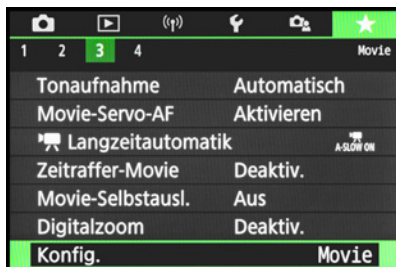 1 2 3 4 Movie
Tonaufnahme Automatisch
Movie-Servo-AF Aktivieren
Langzeitautomatik A-SLOW ON
Zeitraffer-Movie Deaktiv.
Movie-Selbstausl. Aus
Digitalzoom Deaktiv.
Konfig. Movie